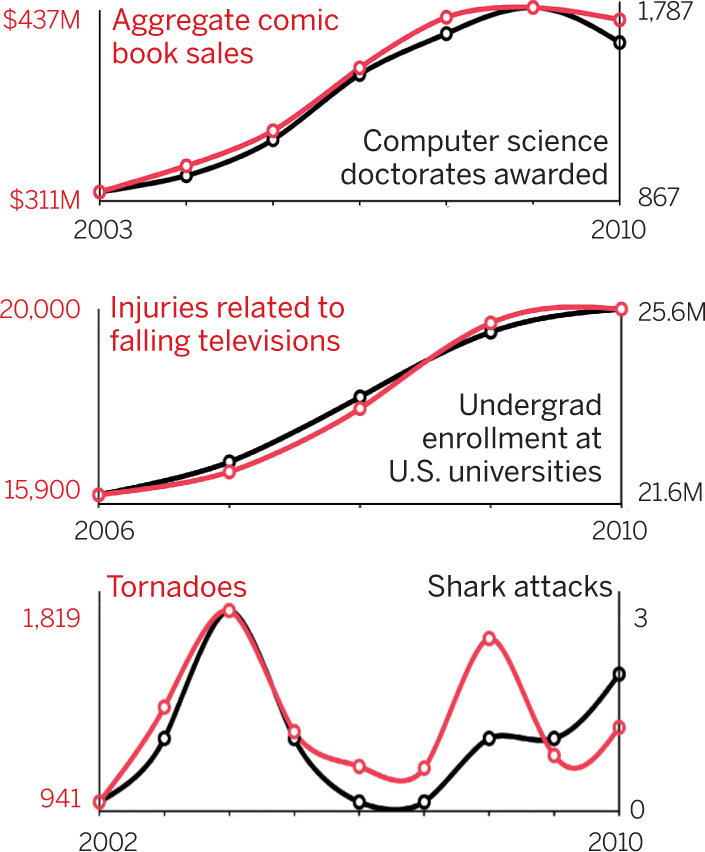 $437M
Aggregate comic
book sales
1,787
Computer science
doctorates awarded
$311M
867
2003
2010
20,000
Injuries related to
falling televisions
25.6M
Undergrad
enrollment at
U.S. universities
15,900
21.6M
2006
2010
Tornadoes
Shark attacks
1,819
3
941
0
2002
2010